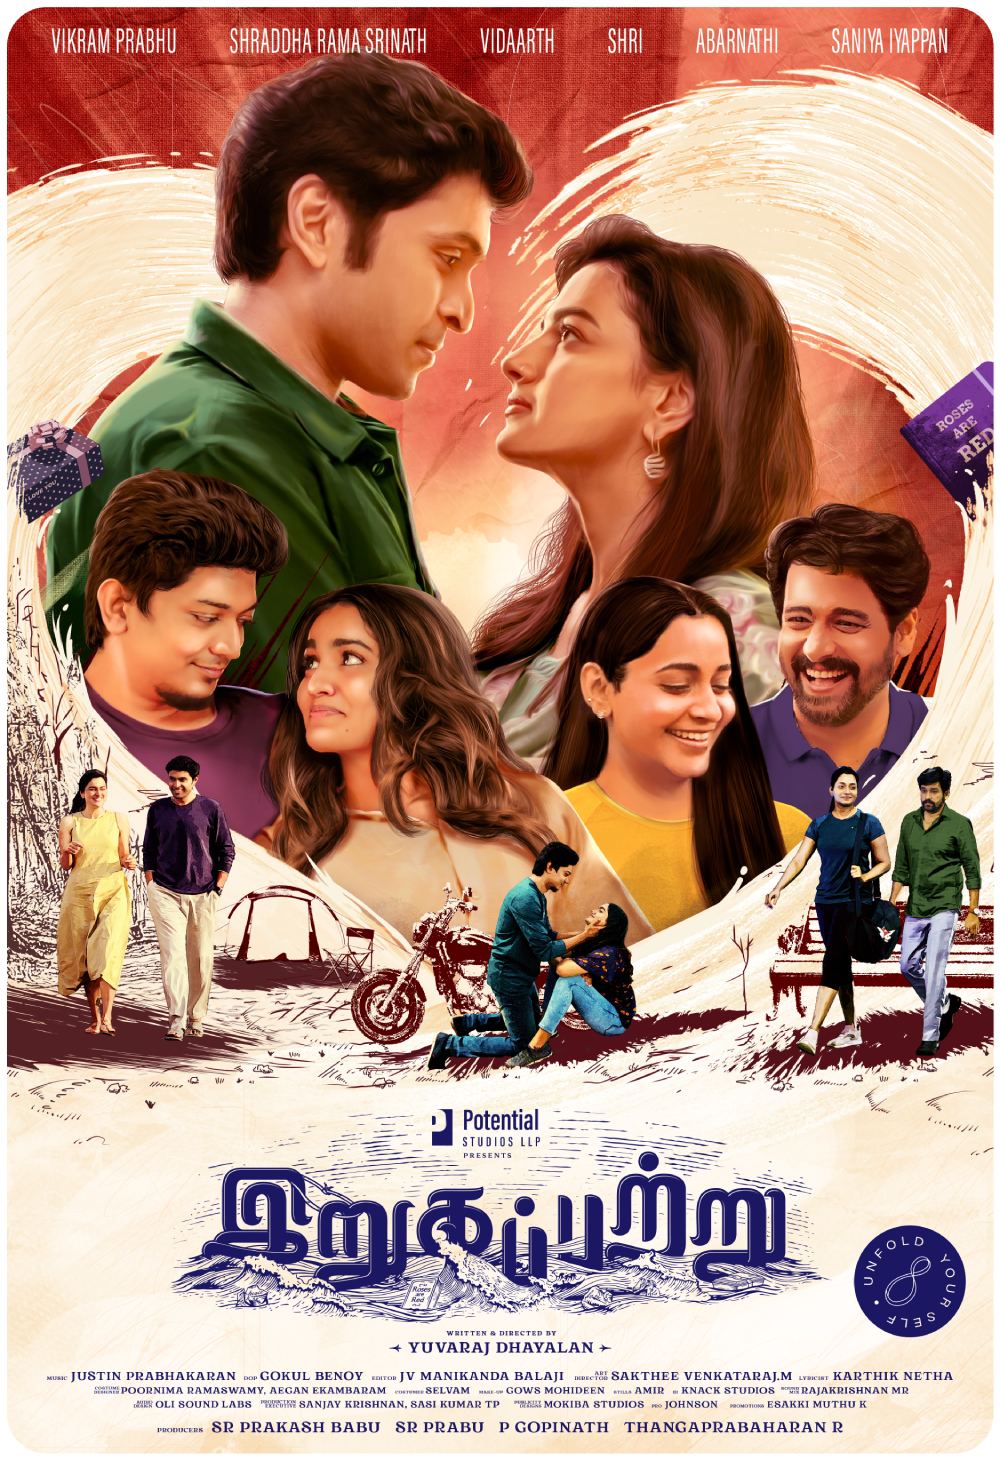 VIKRAM PRABHU SHRADDHA RAMA SRINATH VIDAARTH SHRI ABARNATHI SANIYA IYAPPAN
I LOVE YOU
ROSES
ARE
RED
Potential
STUDIOS LLP
PRESENTS
இறுகப்பற்று
Roses
are
Red
UNFOLD YOUR SELF
WRITTEN & DIRECTED BY
YUVARAJ DHAYALAN
MUSIC JUSTIN PRABHAKARAN DOP GOKUL BENOY EDITOR JV MANIKANDA BALAJI ART DIRECTOR SAKTHEE VENKATARAJ.M LYRICIST KARTHIK NETHA
COSTUME DESIGNER POORNIMA RAMASWAMY, AEGAN EKAMBARAM COSTUMER SELVAM MAKE-UP GOWS MOHIDEEN STILLS AMIR DI KNACK STUDIOS SOUND MIX RAJAKRISHNAN MR
AUDIO DESIGN OLI SOUND LABS PRODUCTION EXECUTIVE SANJAY KRISHNAN, SASI KUMAR TP PUBLICITY DESIGNS MOKIBA STUDIOS PRO JOHNSON PROMOTIONS ESAKKI MUTHU K
PRODUCERS SR PRAKASH BABU SR PRABU P GOPINATH THANGAPRABAHARAN R